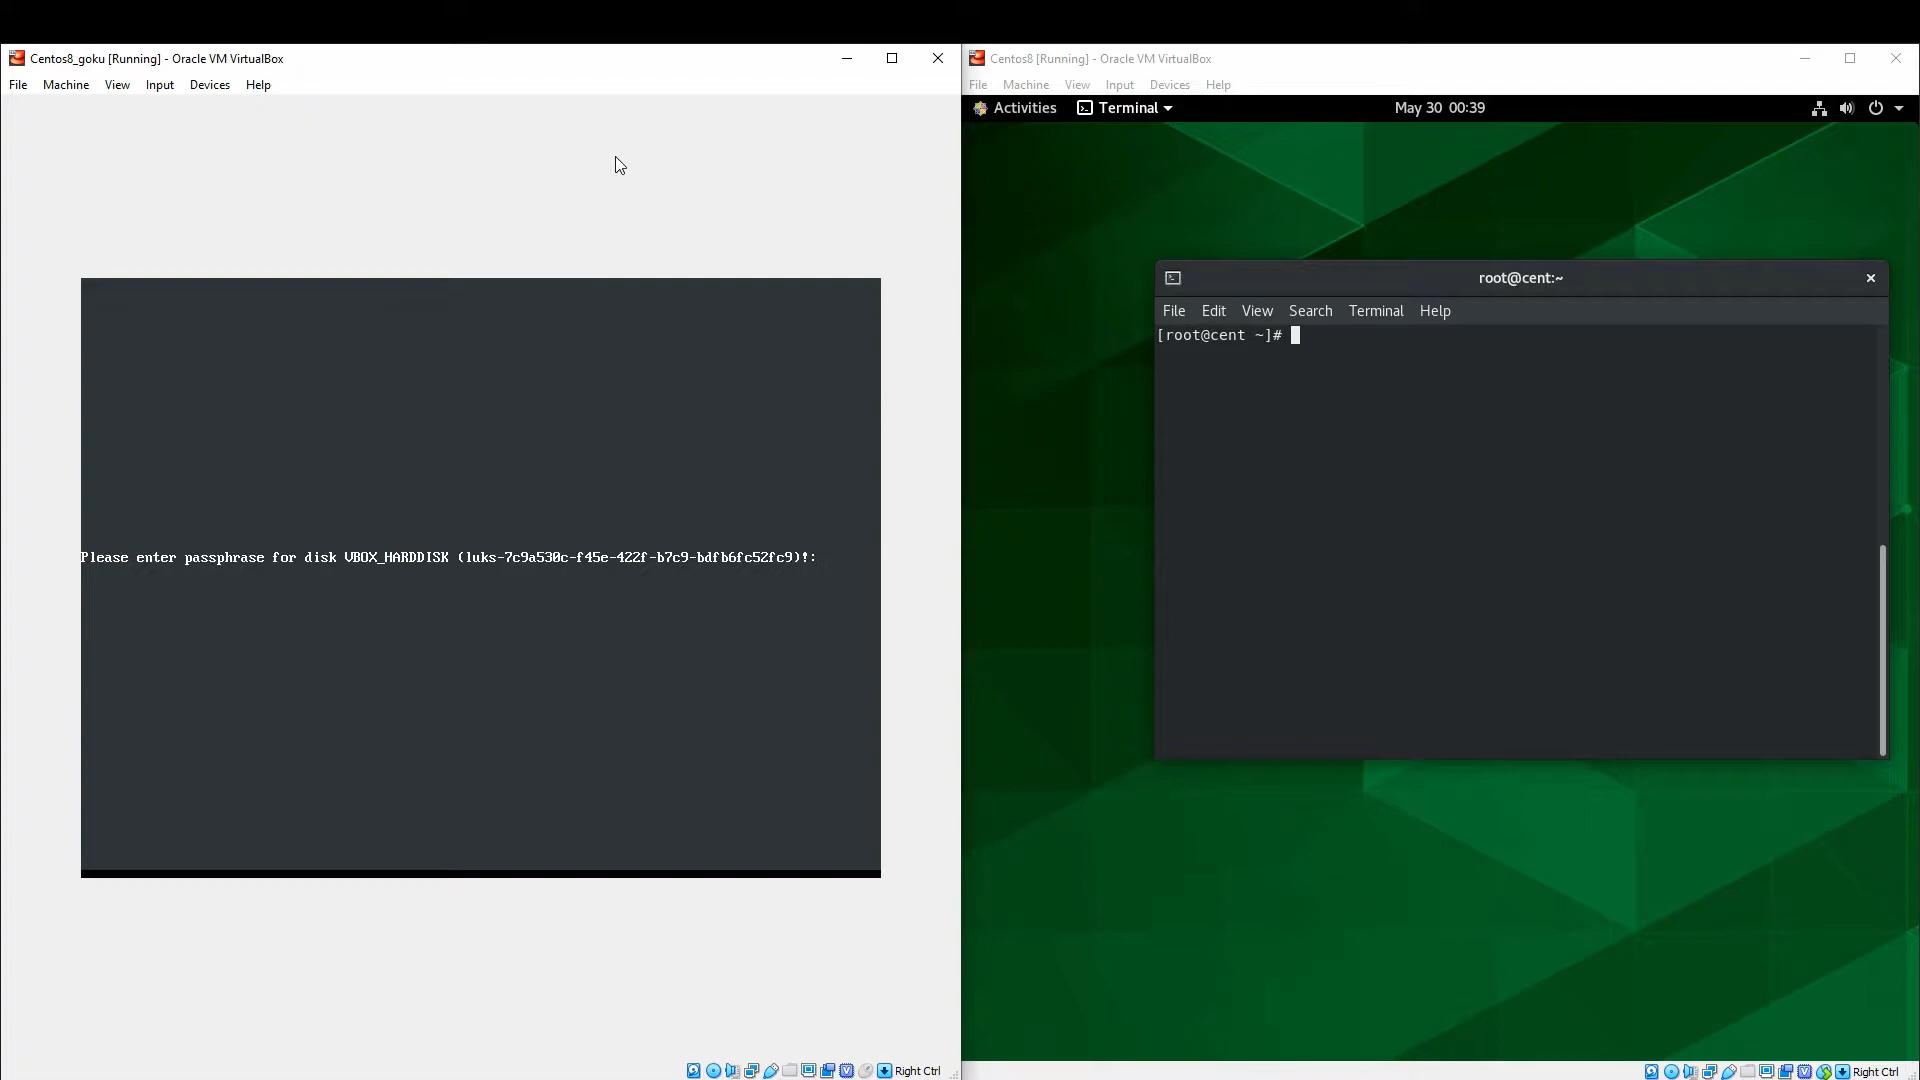 Centos8_goku [Running] - Oracle VM VirtualBox
File Machine View Input Devices Help
Please enter passphrase for disk VBOX_HARDDISK (luks-7c9a530c-f45e-422f-b7c9-bdfb6fc52fc9)!:
Right Ctrl
Centos8 [Running] - Oracle VM VirtualBox
File Machine View Input Devices Help
Activities Terminal May 30 00:39
root@cent:~
File Edit View Search Terminal Help
[root@cent ~]#
Right Ctrl